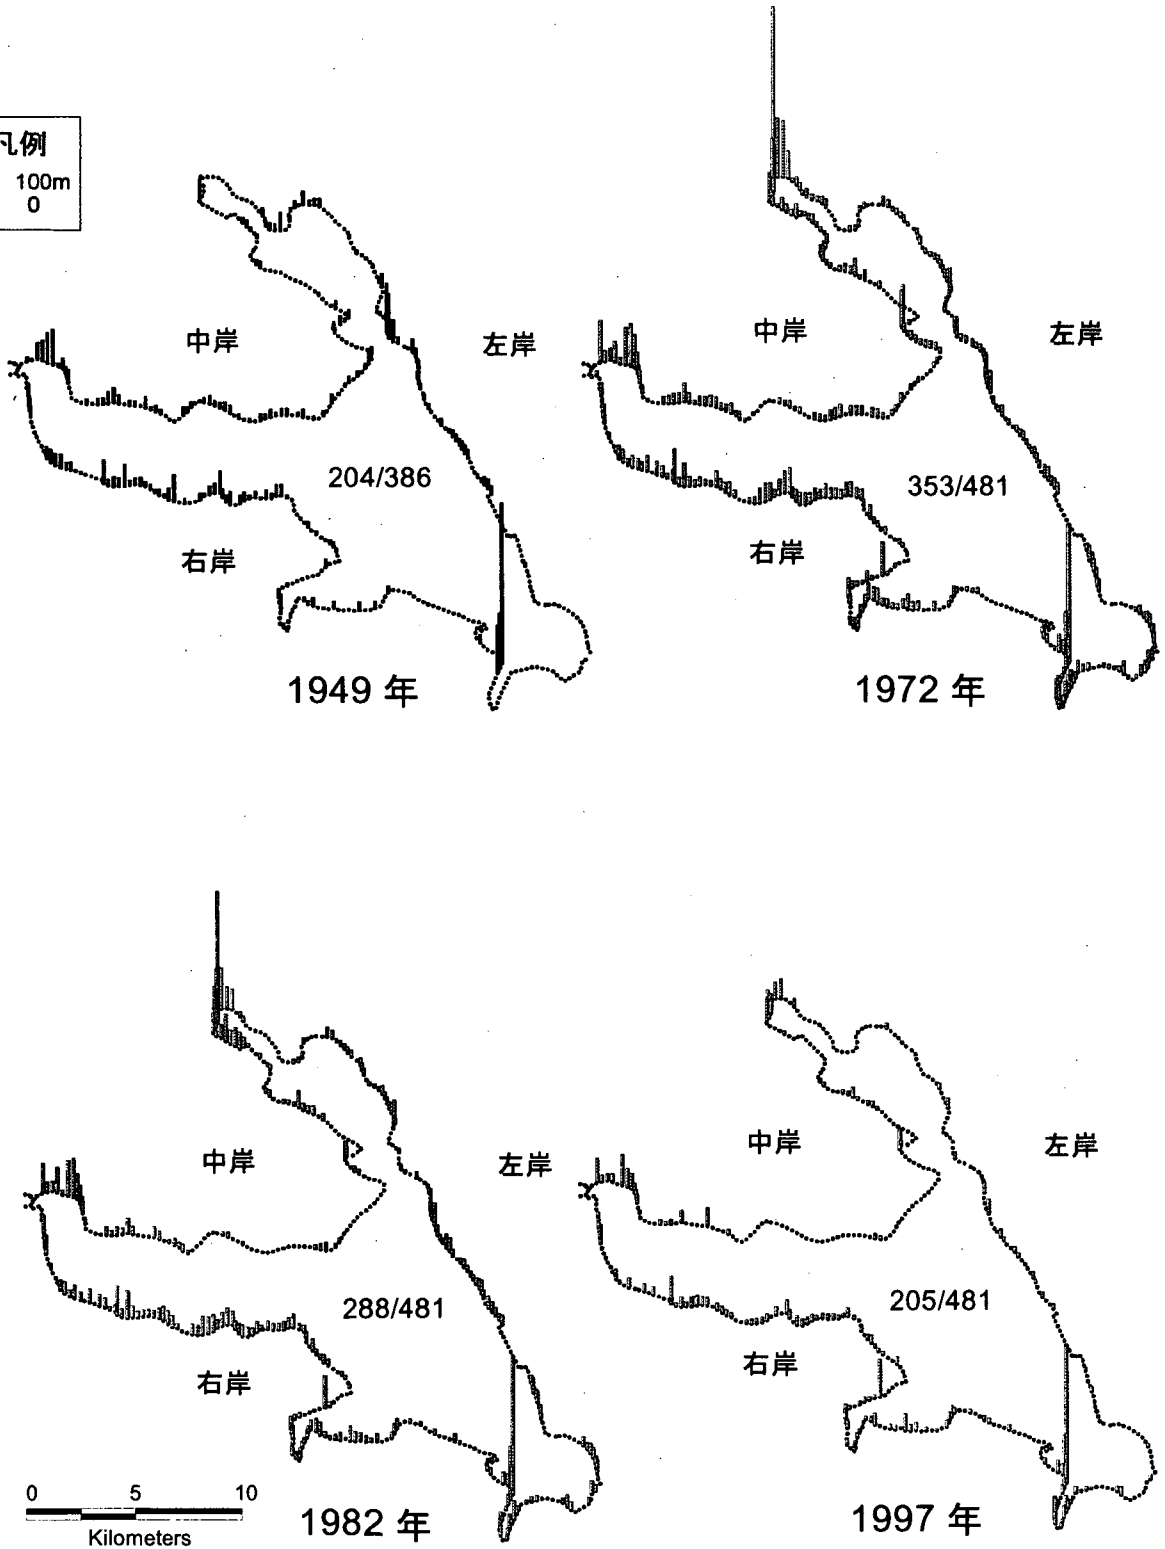 凡例
100m
0
中岸
左岸
204/386
右岸
1949 年
中岸
左岸
353/481
右岸
1972 年
中岸
左岸
288/481
右岸
1982 年
0 5 10
Kilometers
中岸
左岸
205/481
右岸
1997 年